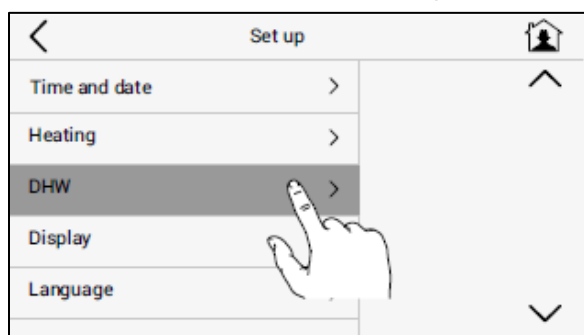 Set up
Time and date
Heating
DHW
Display
Language